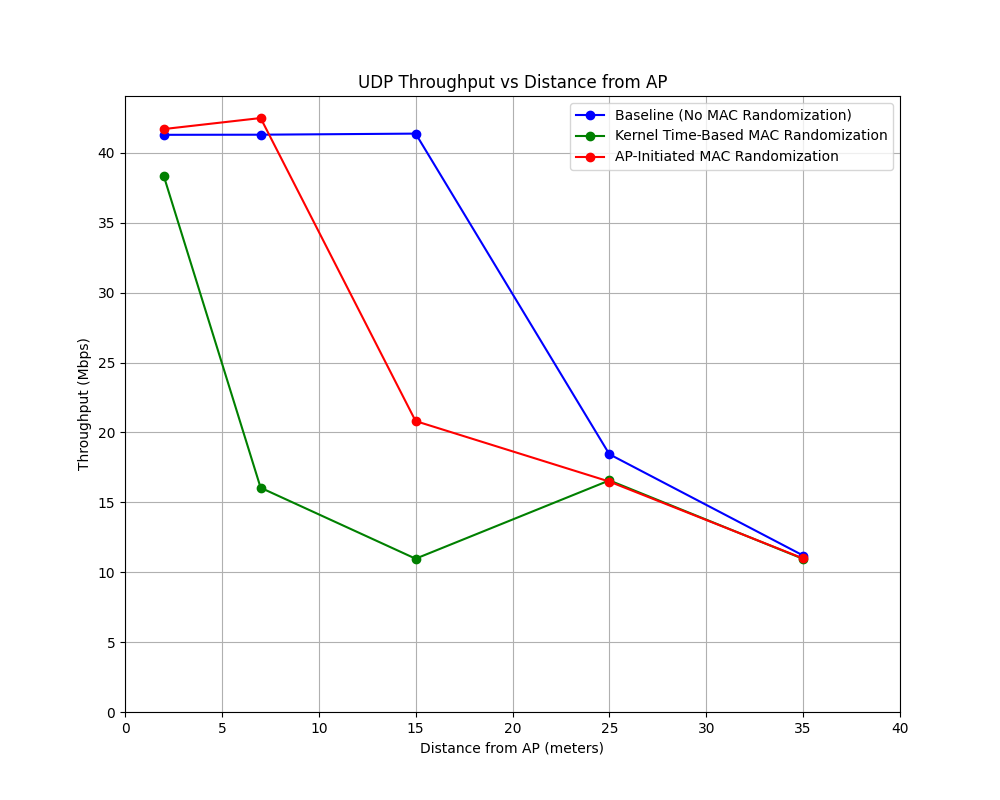 UDP Throughput vs Distance from AP
Baseline (No MAC Randomization)
Kernel Time-Based MAC Randomization
AP-Initiated MAC Randomization
Throughput (Mbps)
40
35
30
25
20
15
10
5
0
0 5 10 15 20 25 30 35 40
Distance from AP (meters)